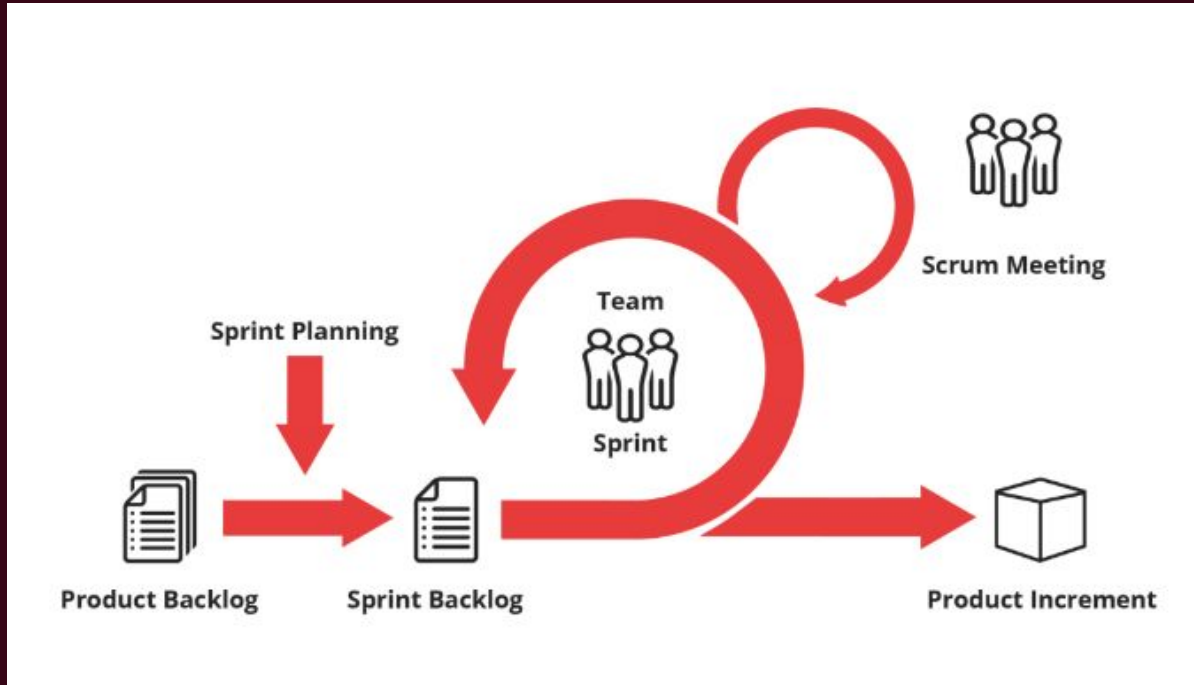 Scrum Meeting
Team
Sprint Planning
Sprint
Product Backlog
Sprint Backlog
Product Increment